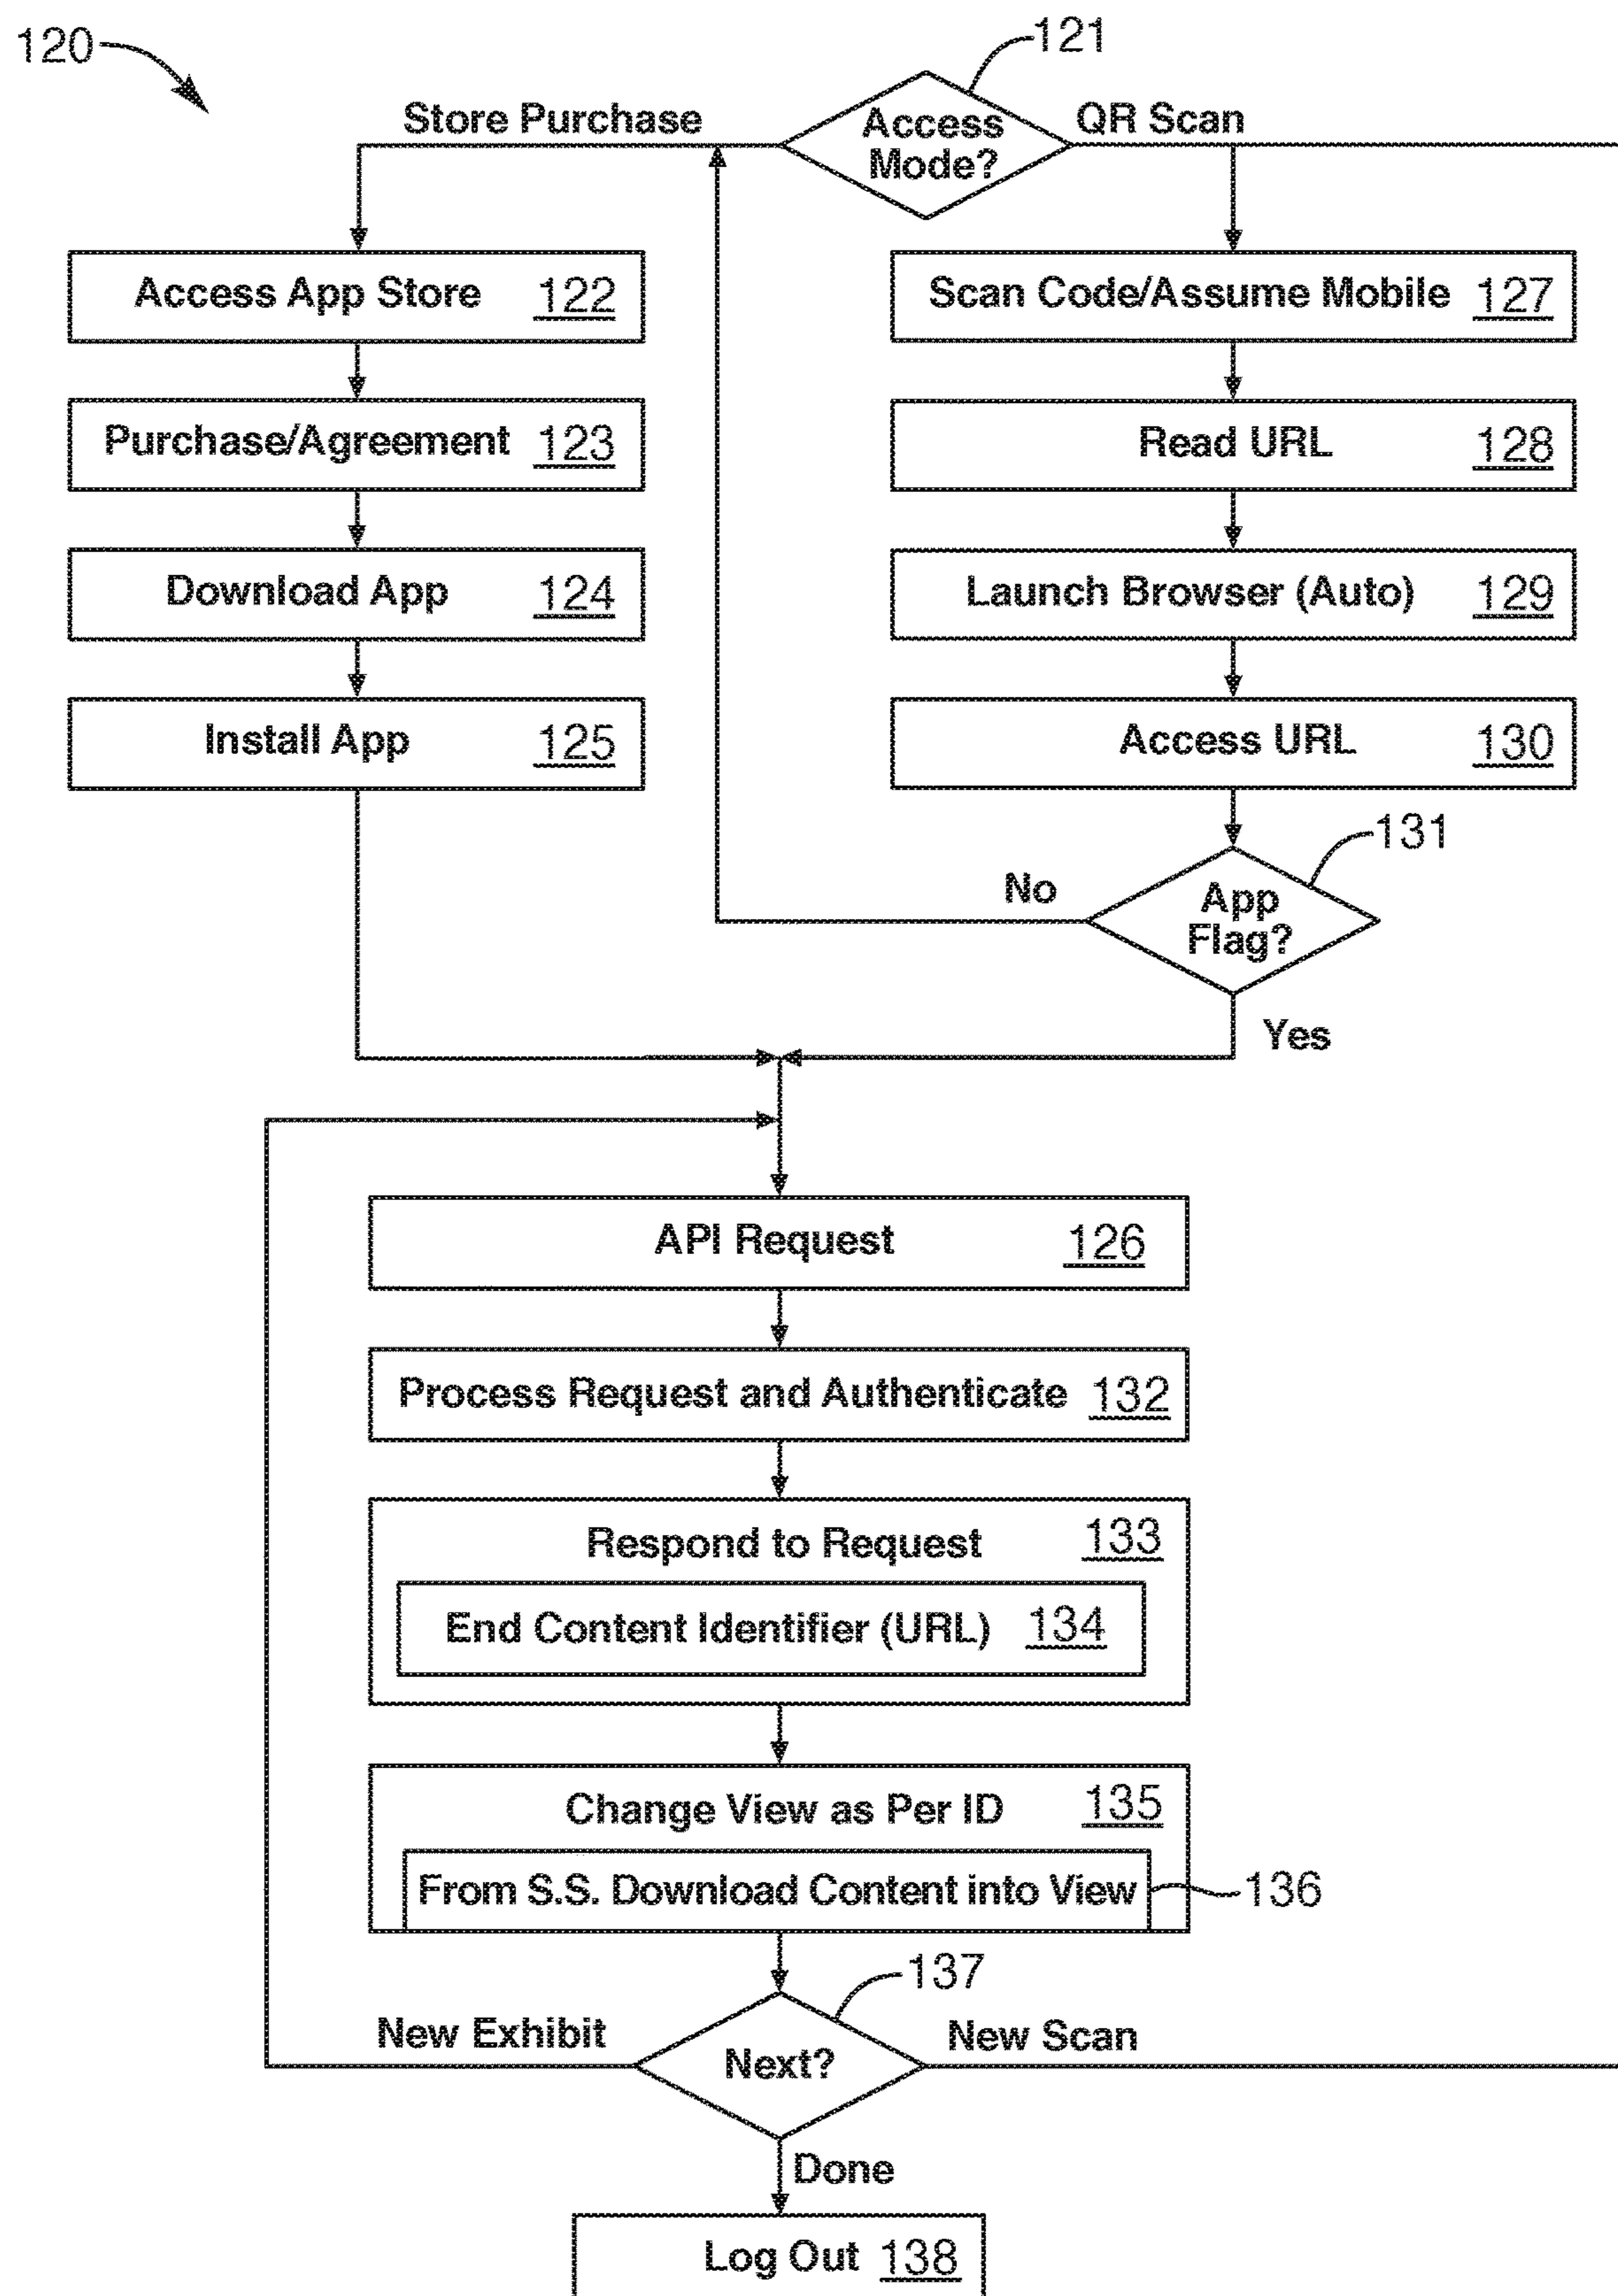 120
121
Store Purchase
Access
Mode?
QR Scan
Access App Store 122
Scan Code/Assume Mobile 127
Purchase/Agreement 123
Read URL 128
Download App 124
Launch Browser (Auto) 129
Install App 125
Access URL 130
131
No
App
Flag?
Yes
API Request 126
Process Request and Authenticate 132
Respond to Request 133
End Content Identifier (URL) 134
Change View as Per ID 135
From S.S. Download Content into View 136
137
New Exhibit
Next?
New Scan
Done
Log Out 138